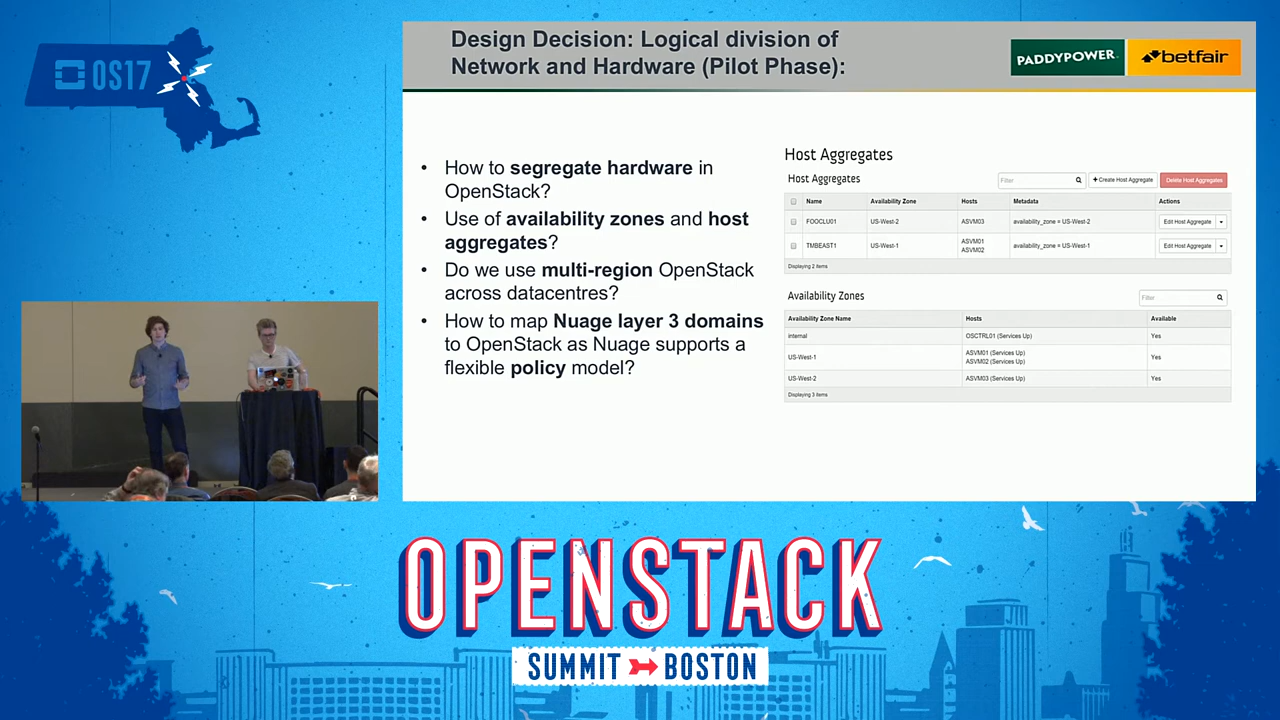 OS17
Design Decision: Logical division of
Network and Hardware (Pilot Phase):
PADDYPOWER.
betfair
• How to segregate hardware in
OpenStack?
• Use of availability zones and host
aggregates?
• Do we use multi-region OpenStack
across datacentres?
• How to map Nuage layer 3 domains
to OpenStack as Nuage supports a
flexible policy model?
Host Aggregates
Host Aggregates
Filter
+ Create Host Aggregate
Delete Host Aggregates
Name Availability Zone Hosts Metadata Actions
FOOCLU01 US-West-2 ASVM03 availability_zone = US-West-2 Edit Host Aggregate
TMBEAST1 US-West-1 ASVM01 ASVM02 availability_zone = US-West-1 Edit Host Aggregate
Displaying 2 items
Availability Zones
Filter
Availability Zone Name Hosts Available
internal OSCTRL01 (Services Up) Yes
US-West-1 ASVM01 (Services Up) ASVM02 (Services Up) Yes
US-West-2 ASVM03 (Services Up) Yes
Displaying 3 items
OPENSTACK
SUMMIT BOSTON